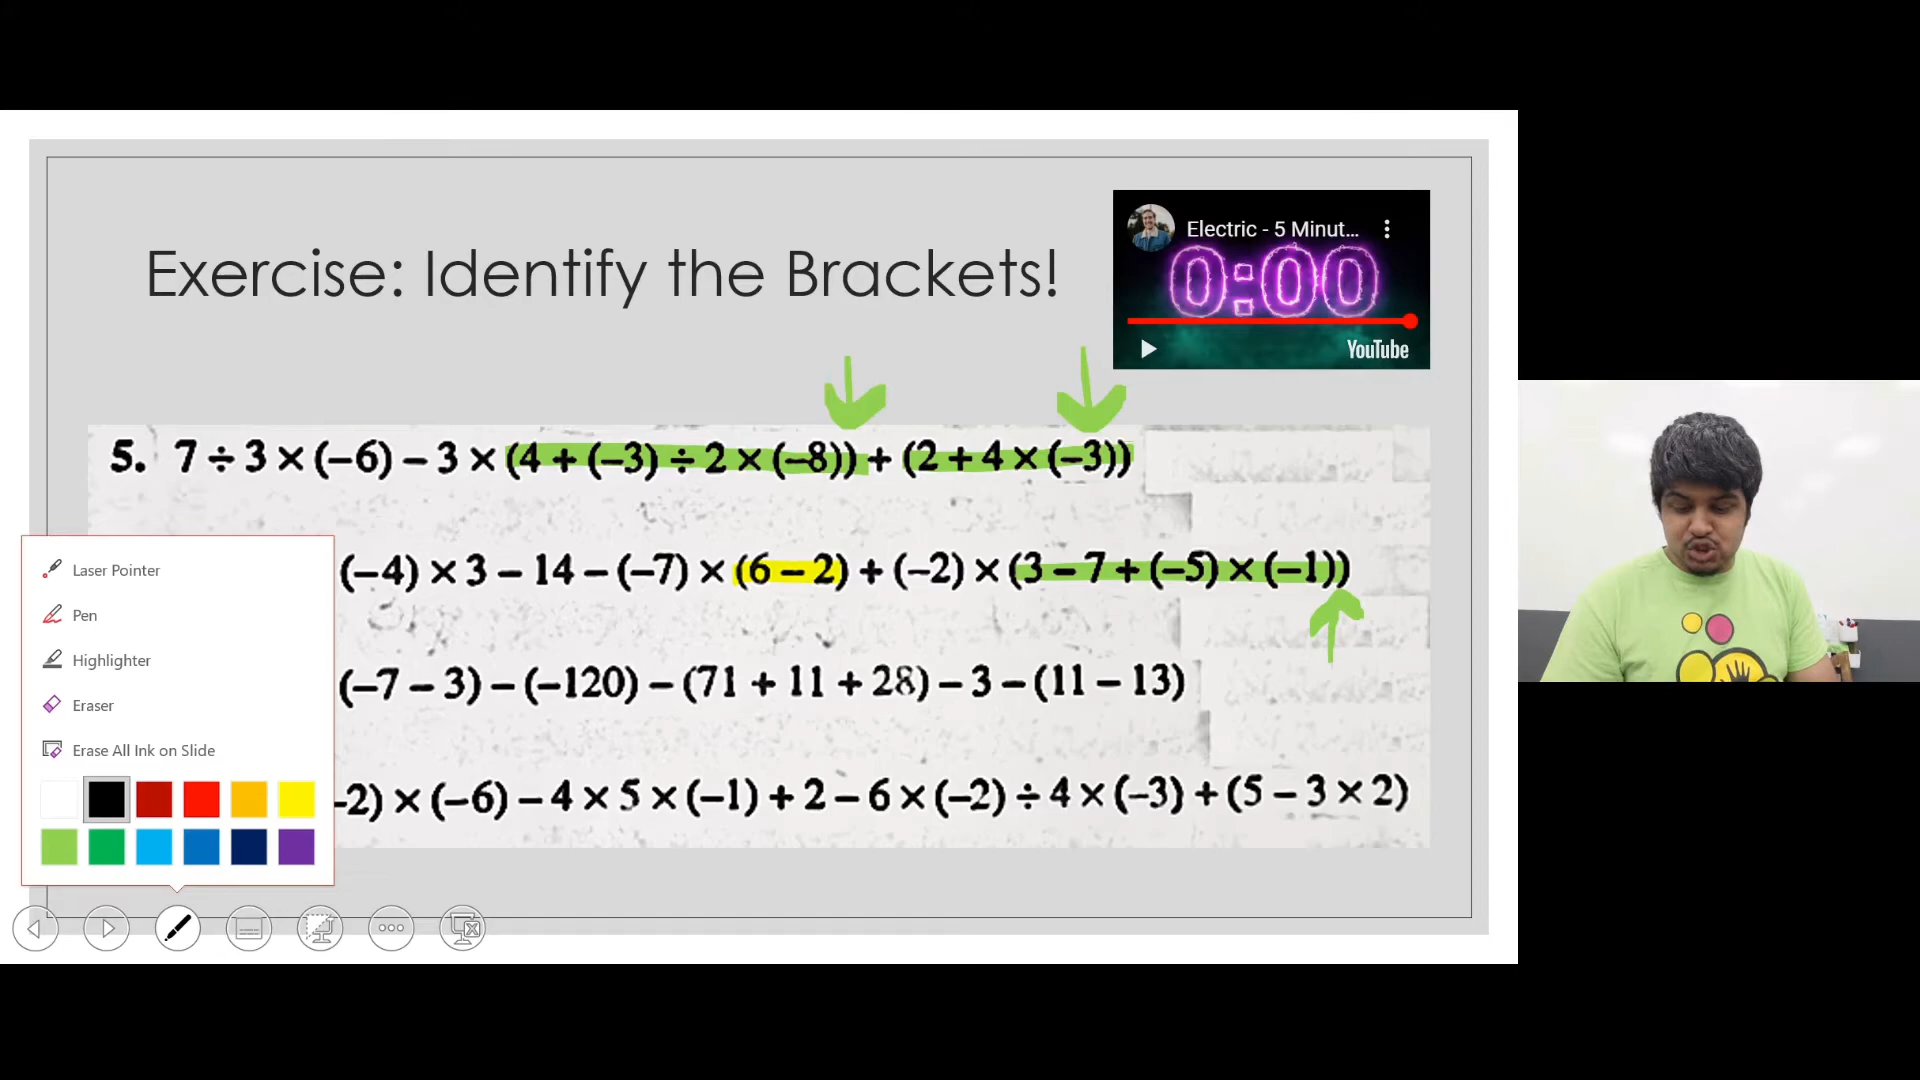 Electric - 5 Minut...
0:00
Exercise: Identify the Brackets!
YouTube
5. 7 ÷ 3 × (−6) − 3 × (4 + (−3) ÷ 2 × (−8)) + (2 + 4 × (−3))
(−4) × 3 − 14 − (−7) × (6 − 2) + (−2) × (3 − 7 + (−5) × (−1))
(−7 − 3) − (−120) − (71 + 11 + 28) − 3 − (11 − 13)
-2) × (−6) − 4 × 5 × (−1) + 2 − 6 × (−2) ÷ 4 × (−3) + (5 − 3 × 2)
Laser Pointer
Pen
Highlighter
Eraser
Erase All Ink on Slide